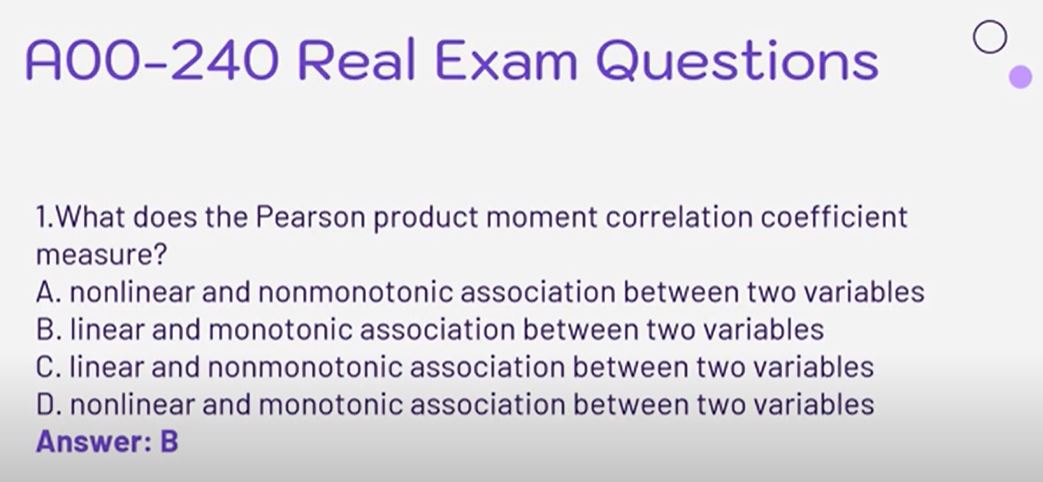 A00-240 Real Exam Questions
1.What does the Pearson product moment correlation coefficient
measure?
A. nonlinear and nonmonotonic association between two variables
B. linear and monotonic association between two variables
C. linear and nonmonotonic association between two variables
D. nonlinear and monotonic association between two variables
Answer: B